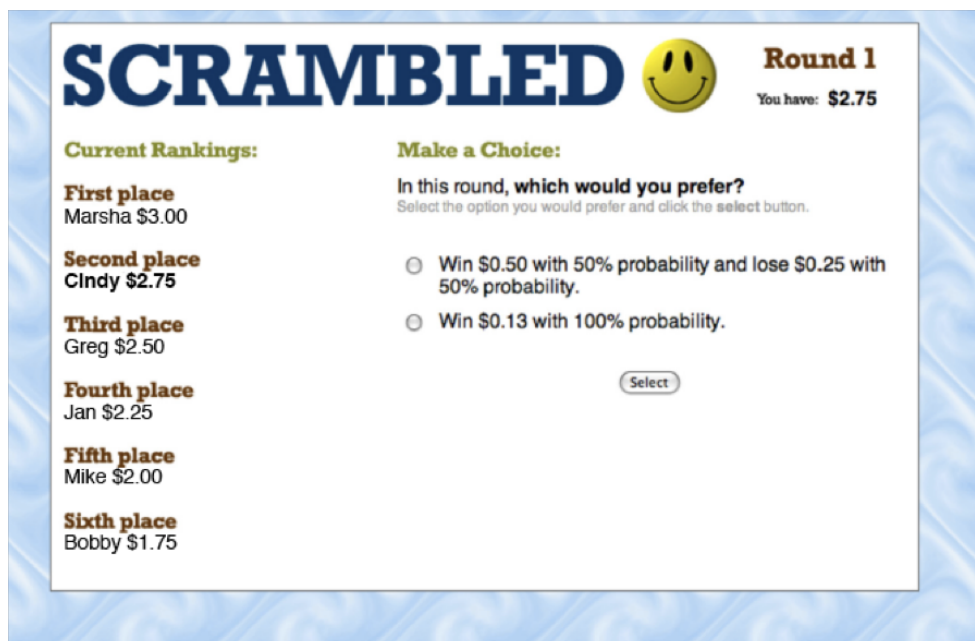 SCRAMBLED
Round 1
You have: $2.75
Current Rankings:
First place
Marsha $3.00
Second place
CIndy $2.75
Third place
Greg $2.50
Fourth place
Jan $2.25
Fifth place
Mike $2.00
Sixth place
Bobby $1.75
Make a Choice:
In this round, which would you prefer?
Select the option you would prefer and click the select button.
Win $0.50 with 50% probability and lose $0.25 with
50% probability.
Win $0.13 with 100% probability.
Select